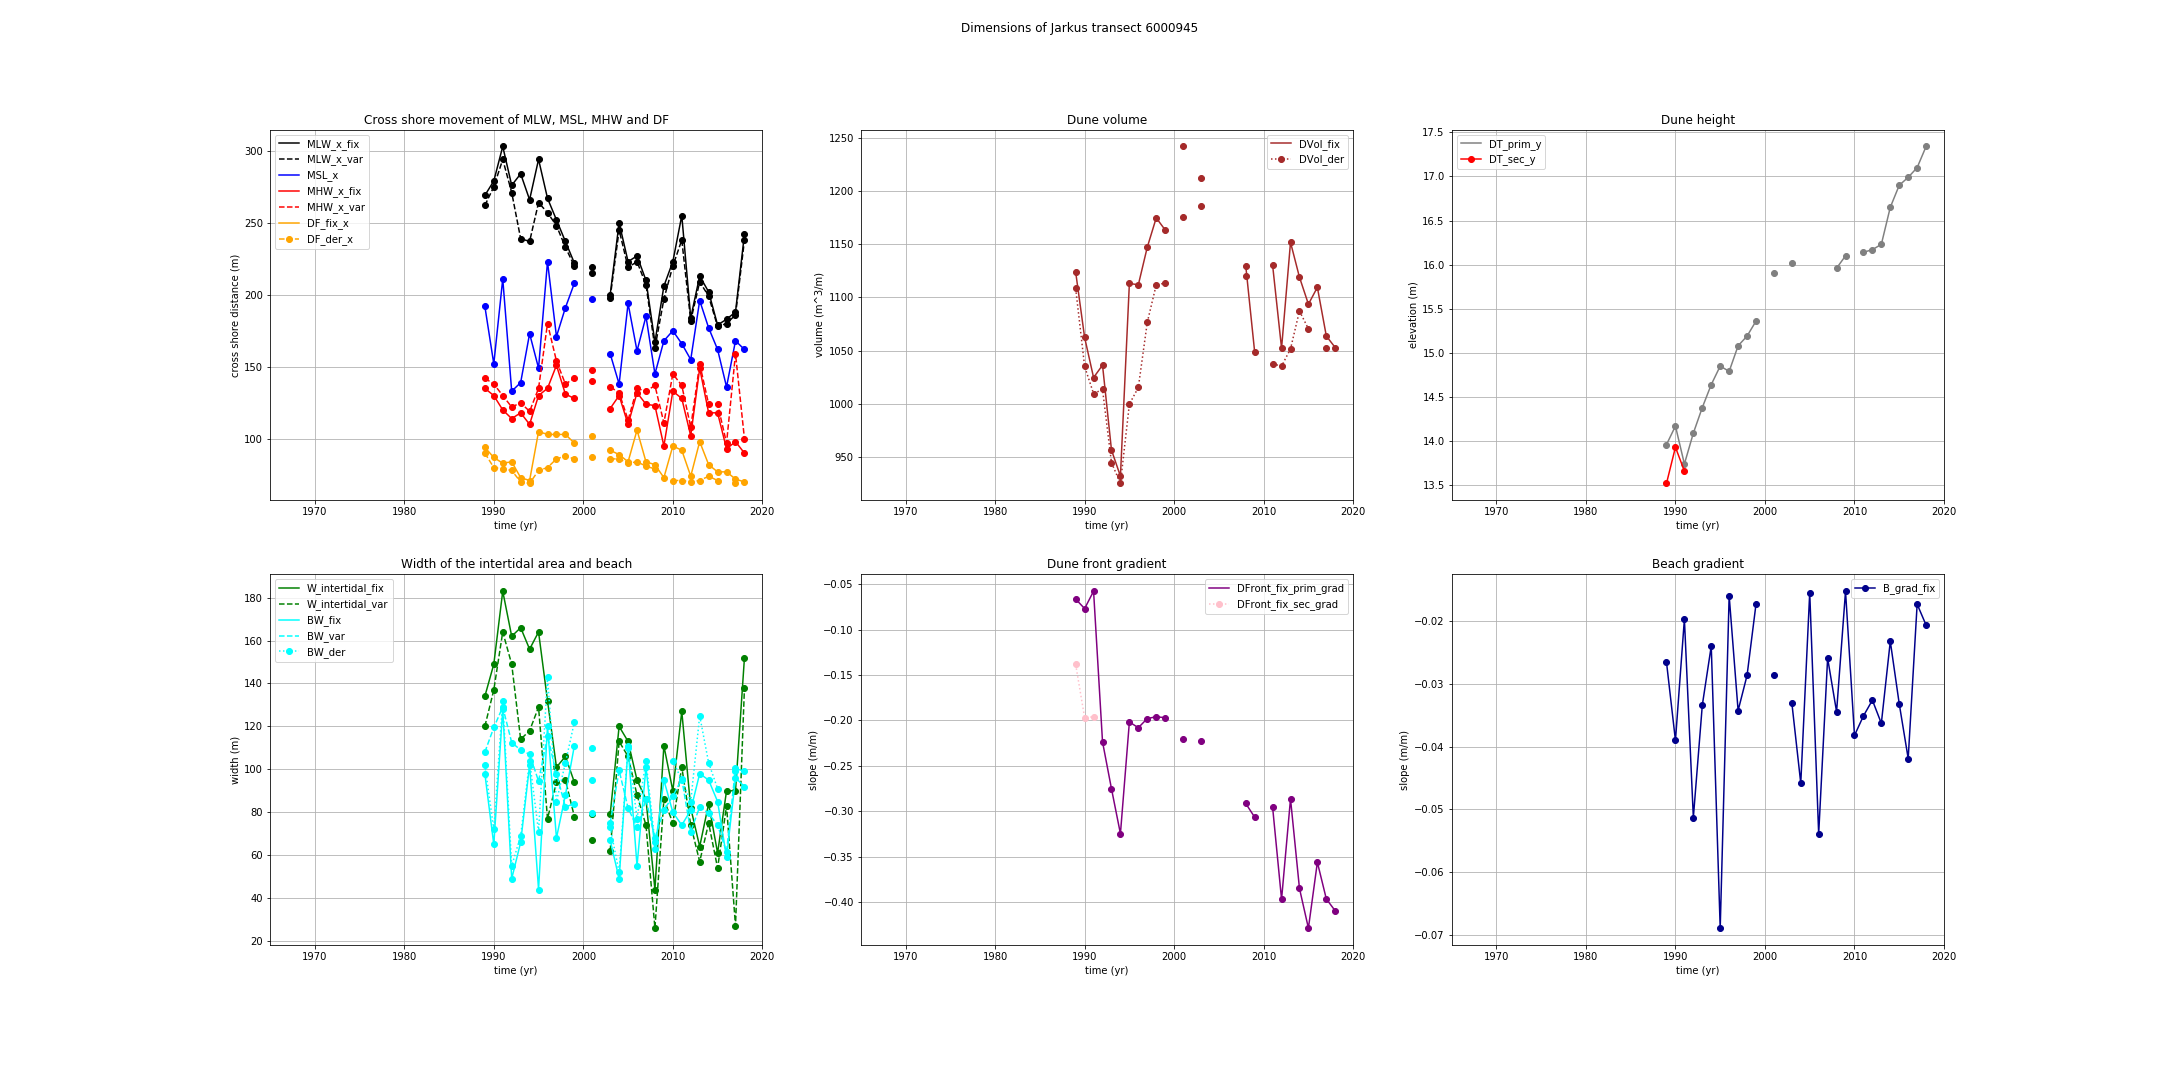 Dimensions of Jarkus transect 6000945
Cross shore movement of MLW, MSL, MHW and DF
MLW_x_fix
MLW_x_var
MSL_x
MHW_x_fix
MHW_x_var
DF_fix_x
DF_der_x
300
250
200
150
100
cross shore distance (m)
1970 1980 1990 2000 2010 2020
time (yr)
Dune volume
DVol_fix
DVol_der
1250
1200
1150
1100
1050
1000
950
volume (m^3/m)
1970 1980 1990 2000 2010 2020
time (yr)
Dune height
DT_prim_y
DT_sec_y
17.5
17.0
16.5
16.0
15.5
15.0
14.5
14.0
13.5
elevation (m)
1970 1980 1990 2000 2010 2020
time (yr)
Width of the intertidal area and beach
W_intertidal_fix
W_intertidal_var
BW_fix
BW_var
BW_der
180
160
140
120
100
80
60
40
20
width (m)
1970 1980 1990 2000 2010 2020
time (yr)
Dune front gradient
DFront_fix_prim_grad
DFront_fix_sec_grad
−0.05
−0.10
−0.15
−0.20
−0.25
−0.30
−0.35
−0.40
slope (m/m)
1970 1980 1990 2000 2010 2020
time (yr)
Beach gradient
B_grad_fix
−0.02
−0.03
−0.04
−0.05
−0.06
−0.07
slope (m/m)
1970 1980 1990 2000 2010 2020
time (yr)